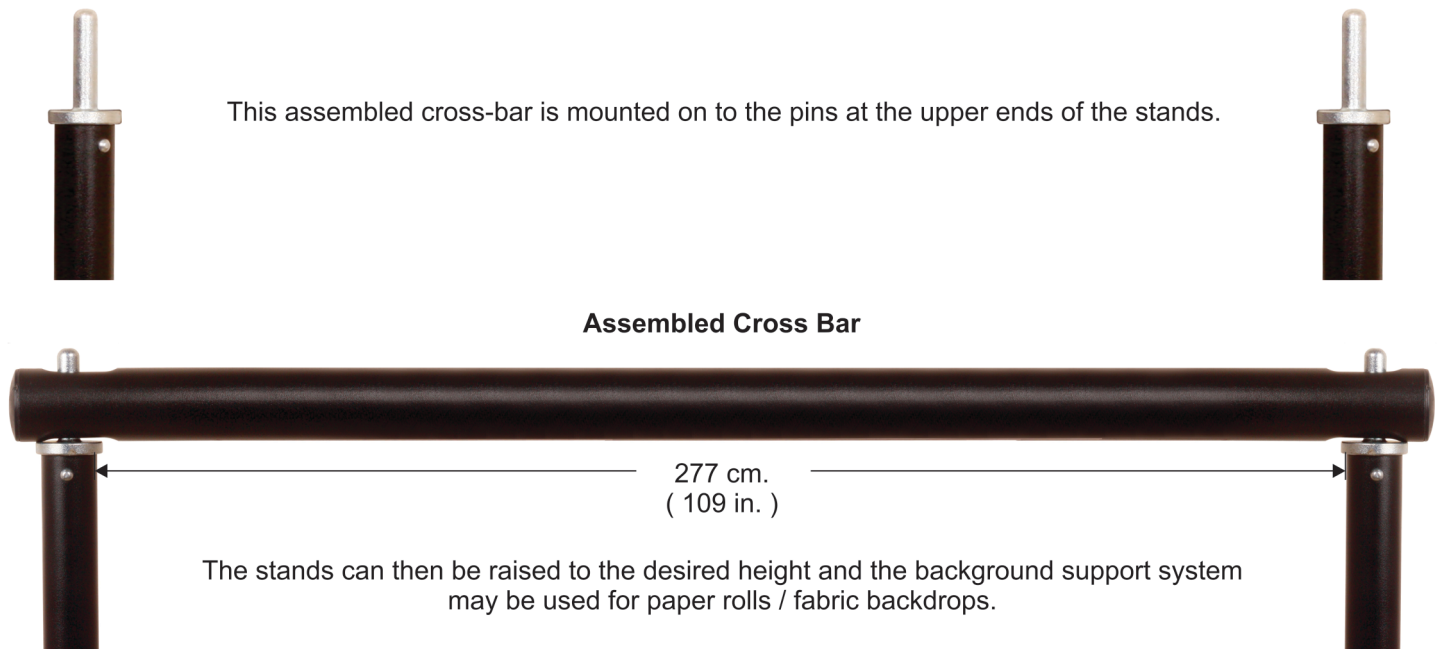 This assembled cross-bar is mounted on to the pins at the upper ends of the stands.
Assembled Cross Bar
277 cm.
( 109 in. )
The stands can then be raised to the desired height and the background support system
may be used for paper rolls / fabric backdrops.